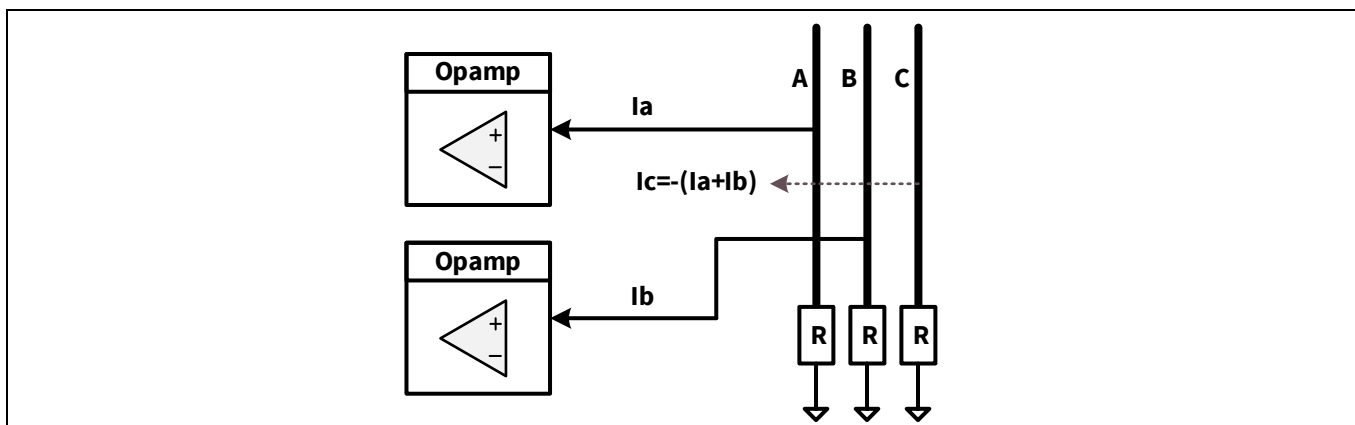 Opamp
A B C
Ia
Ic=-(Ia+Ib)
Opamp
Ib
R R R